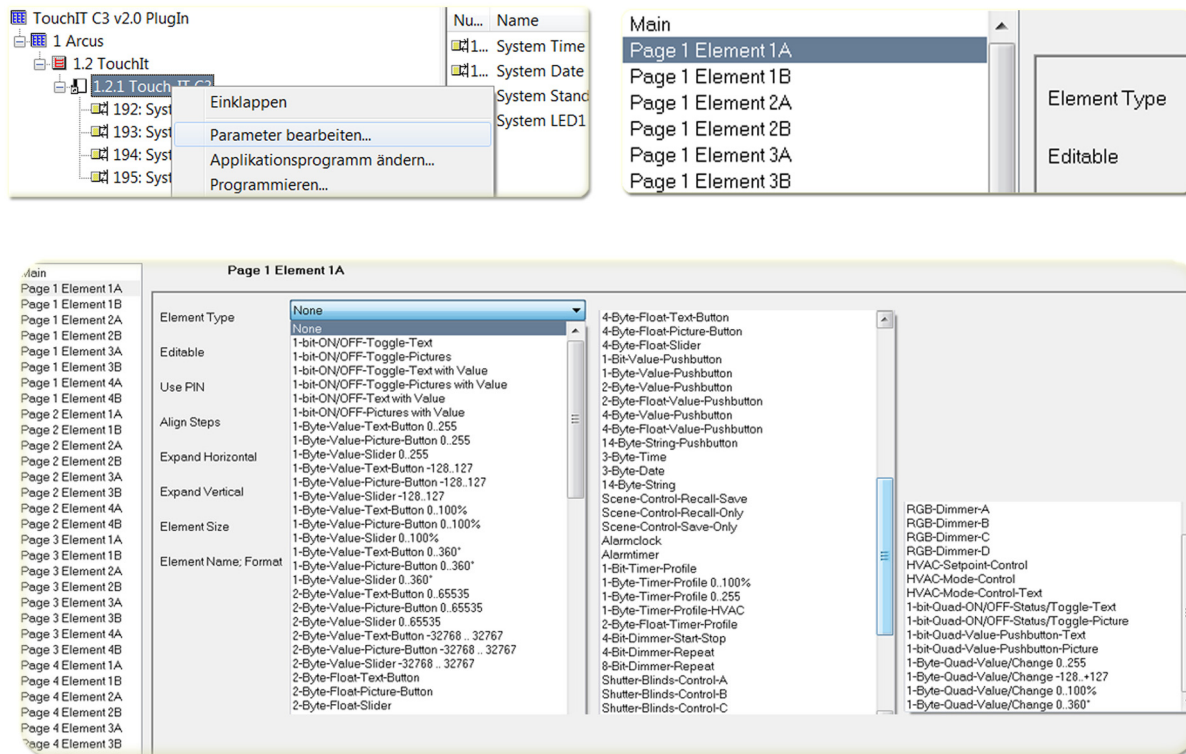 TouchIT C3 v2.0 PlugIn
1 Arcus
1.2 TouchIt
1.2.1 Touch-IT C3
192: Syst
193: Syst
194: Syst
195: Syst
Einklappen
Parameter bearbeiten...
Applikationsprogramm ändern...
Programmieren...
Nu... Name
1... System Time
1... System Date
System Stand
System LED1
Main
Page 1 Element 1A
Page 1 Element 1B
Page 1 Element 2A
Page 1 Element 2B
Page 1 Element 3A
Page 1 Element 3B
Element Type
Editable
Main
Page 1 Element 1A
Page 1 Element 1B
Page 1 Element 2A
Page 1 Element 2B
Page 1 Element 3A
Page 1 Element 3B
Page 1 Element 4A
Page 1 Element 4B
Page 2 Element 1A
Page 2 Element 1B
Page 2 Element 2A
Page 2 Element 2B
Page 2 Element 3A
Page 2 Element 3B
Page 2 Element 4A
Page 2 Element 4B
Page 3 Element 1A
Page 3 Element 1B
Page 3 Element 2A
Page 3 Element 2B
Page 3 Element 3A
Page 3 Element 3B
Page 3 Element 4A
Page 3 Element 4B
Page 4 Element 1A
Page 4 Element 1B
Page 4 Element 2A
Page 4 Element 2B
Page 4 Element 3A
Page 4 Element 3B
Page 1 Element 1A
Element Type
Editable
Use PIN
Align Steps
Expand Horizontal
Expand Vertical
Element Size
Element Name; Format
None
None
1-bit-ON/OFF-Toggle-Text
1-bit-ON/OFF-Toggle-Pictures
1-bit-ON/OFF-Toggle-Text with Value
1-bit-ON/OFF-Toggle-Pictures with Value
1-bit-ON/OFF-Text with Value
1-bit-ON/OFF-Pictures with Value
1-Byte-Value-Text-Button 0..255
1-Byte-Value-Picture-Button 0..255
1-Byte-Value-Slider 0..255
1-Byte-Value-Text-Button -128..127
1-Byte-Value-Picture-Button -128..127
1-Byte-Value-Slider -128..127
1-Byte-Value-Text-Button 0..100%
1-Byte-Value-Picture-Button 0..100%
1-Byte-Value-Slider 0..100%
1-Byte-Value-Text-Button 0..360°
1-Byte-Value-Picture-Button 0..360°
1-Byte-Value-Slider 0..360°
2-Byte-Value-Text-Button 0..65535
2-Byte-Value-Picture-Button 0..65535
2-Byte-Value-Slider 0..65535
2-Byte-Value-Text-Button -32768 .. 32767
2-Byte-Value-Picture-Button -32768 .. 32767
2-Byte-Value-Slider -32768 .. 32767
2-Byte-Float-Text-Button
2-Byte-Float-Picture-Button
2-Byte-Float-Slider
4-Byte-Float-Text-Button
4-Byte-Float-Picture-Button
4-Byte-Float-Slider
1-Bit-Value-Pushbutton
1-Byte-Value-Pushbutton
2-Byte-Value-Pushbutton
2-Byte-Float-Value-Pushbutton
4-Byte-Value-Pushbutton
4-Byte-Float-Value-Pushbutton
14-Byte-String-Pushbutton
3-Byte-Time
3-Byte-Date
14-Byte-String
Scene-Control-Recall-Save
Scene-Control-Recall-Only
Scene-Control-Save-Only
Alarmclock
Alarmtimer
1-Bit-Timer-Profile
1-Byte-Timer-Profile 0..100%
1-Byte-Timer-Profile 0..255
1-Byte-Timer-Profile-HVAC
2-Byte-Float-Timer-Profile
4-Bit-Dimmer-Start-Stop
4-Bit-Dimmer-Repeat
8-Bit-Dimmer-Repeat
Shutter-Blinds-Control-A
Shutter-Blinds-Control-B
Shutter-Blinds-Control-C
RGB-Dimmer-A
RGB-Dimmer-B
RGB-Dimmer-C
RGB-Dimmer-D
HVAC-Setpoint-Control
HVAC-Mode-Control
HVAC-Mode-Control-Text
1-bit-Quad-ON/OFF-Status/Toggle-Text
1-bit-Quad-ON/OFF-Status/Toggle-Picture
1-bit-Quad-Value-Pushbutton-Text
1-bit-Quad-Value-Pushbutton-Picture
1-Byte-Quad-Value/Change 0..255
1-Byte-Quad-Value/Change -128..+127
1-Byte-Quad-Value/Change 0..100%
1-Byte-Quad-Value/Change 0..360°